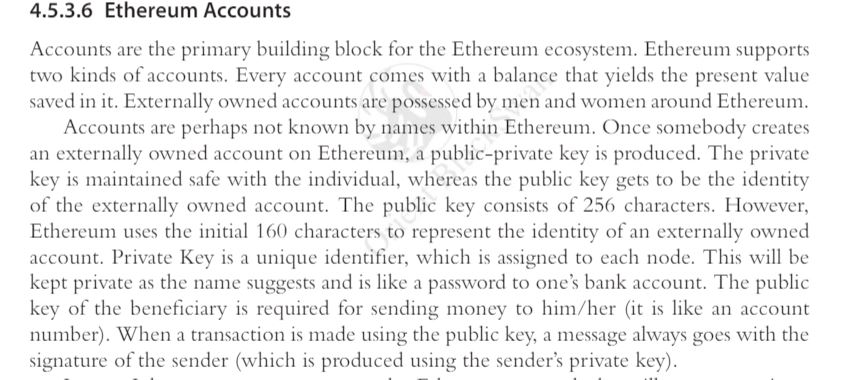 4.5.3.6 Ethereum Accounts
Accounts are the primary building block for the Ethereum ecosystem. Ethereum supports
two kinds of accounts. Every account comes with a balance that yields the present value
saved in it. Externally owned accounts are possessed by men and women around Ethereum.
Accounts are perhaps not known by names within Ethereum. Once somebody creates
an externally owned account on Ethereum, a public-private key is produced. The private
key is maintained safe with the individual, whereas the public key gets to be the identity
of the externally owned account. The public key consists of 256 characters. However,
Ethereum uses the initial 160 characters to represent the identity of an externally owned
account. Private Key is a unique identifier, which is assigned to each node. This will be
kept private as the name suggests and is like a password to one's bank account. The public
key of the beneficiary is required for sending money to him/her (it is like an account
number). When a transaction is made using the public key, a message always goes with the
signature of the sender (which is produced using the sender's private key).